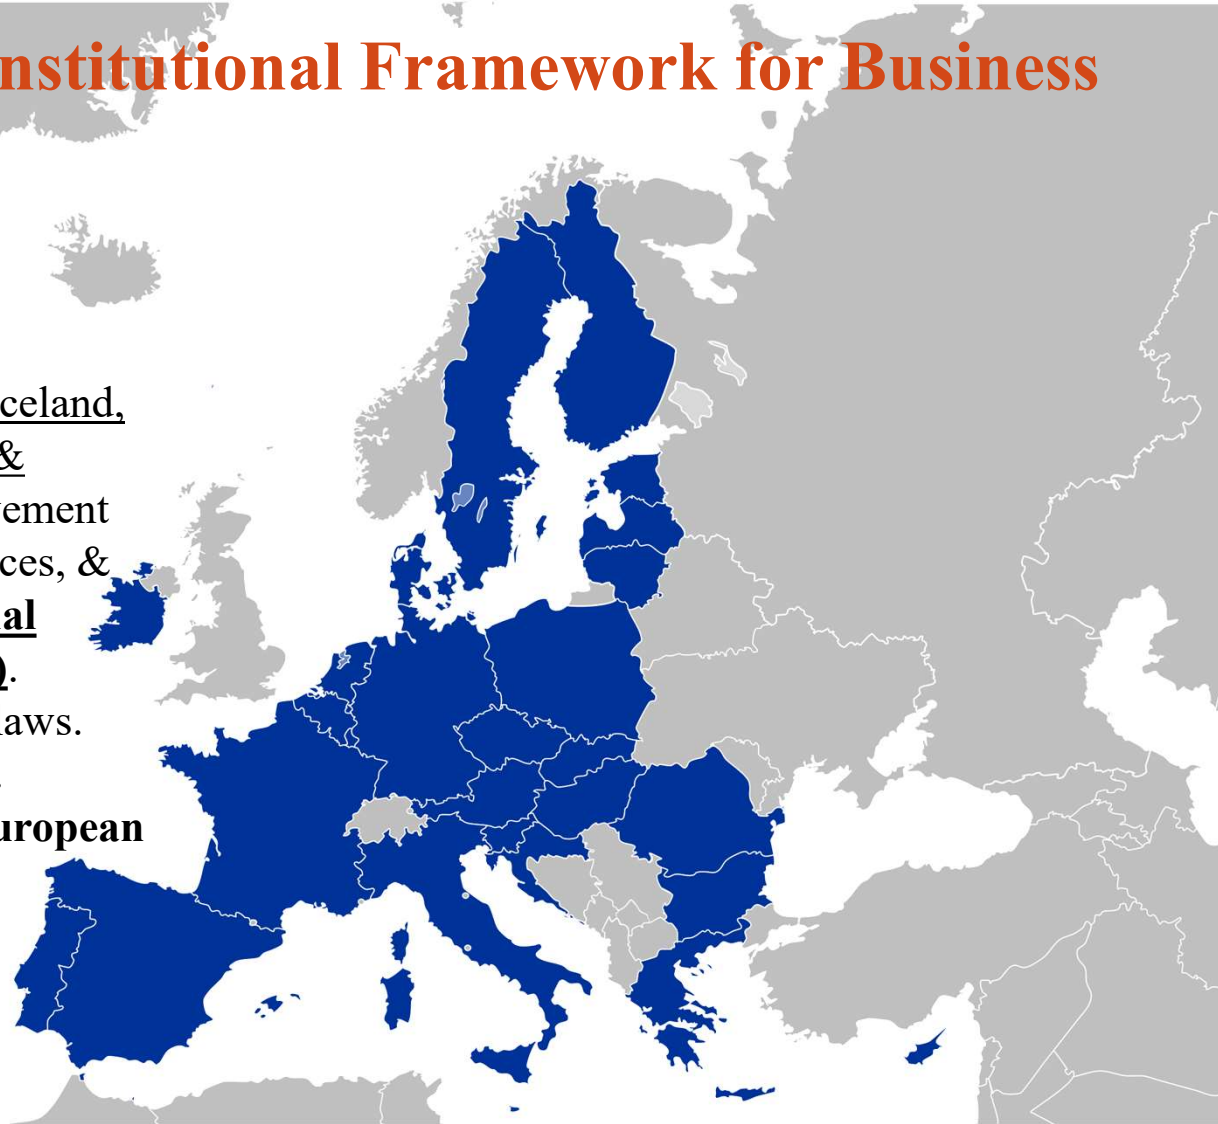 nstitutional Framework for Business
celand,
&
ement
ces, &
al
).
aws.
.
uropean